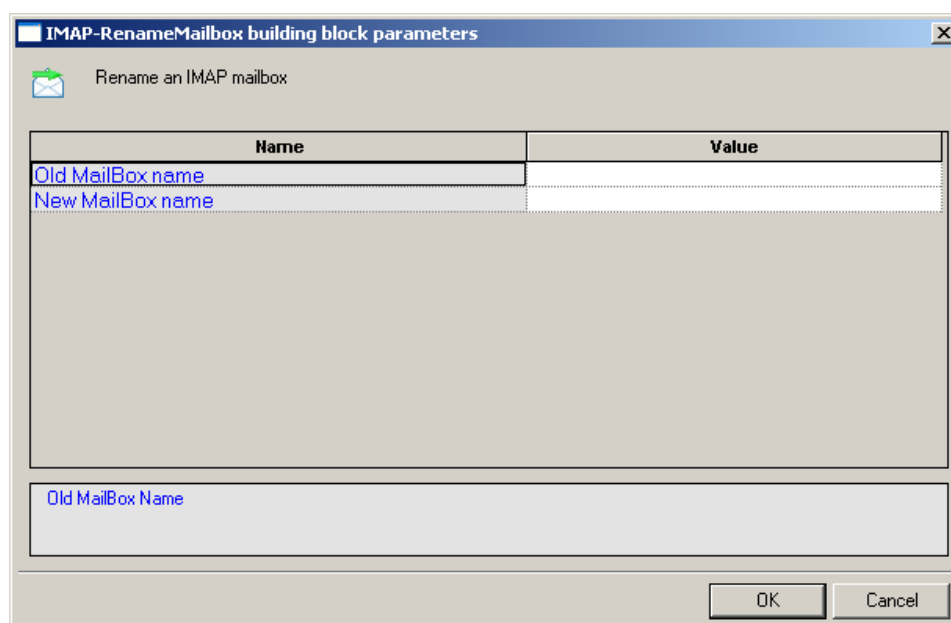 IMAP-RenameMailbox building block parameters
Rename an IMAP mailbox
Name Value
Old MailBox name
New MailBox name
Old MailBox Name
OK Cancel